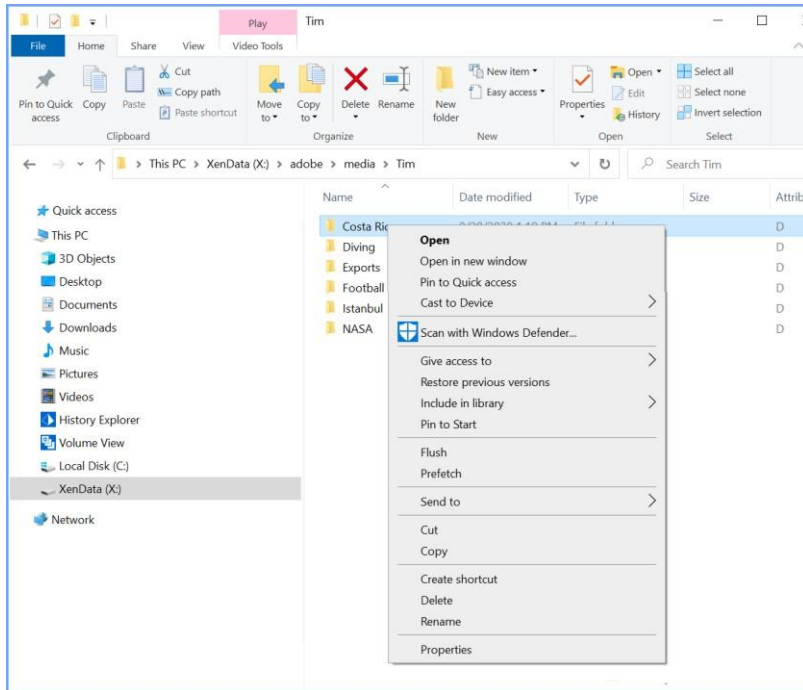 Play Tim
File Home Share View Video Tools
Pin to Quick access
Copy
Paste
Cut
Copy path
Paste shortcut
Move to
Copy to
Delete
Rename
New folder
New item
Easy access
Properties
Open
Edit
History
Select all
Select none
Invert selection
Clipboard Organize New Open Select
This PC > XenData (X:) > adobe > media > Tim
Search Tim
Name Date modified Type Size Attrib
Quick access
This PC
3D Objects
Desktop
Documents
Downloads
Music
Pictures
Videos
History Explorer
Volume View
Local Disk (C:)
XenData (X:)
Network
Costa Ric
D
Diving
D
Exports
D
Football
D
Istanbul
D
NASA
D
Open
Open in new window
Pin to Quick access
Cast to Device
Scan with Windows Defender...
Give access to
Restore previous versions
Include in library
Pin to Start
Flush
Prefetch
Send to
Cut
Copy
Create shortcut
Delete
Rename
Properties